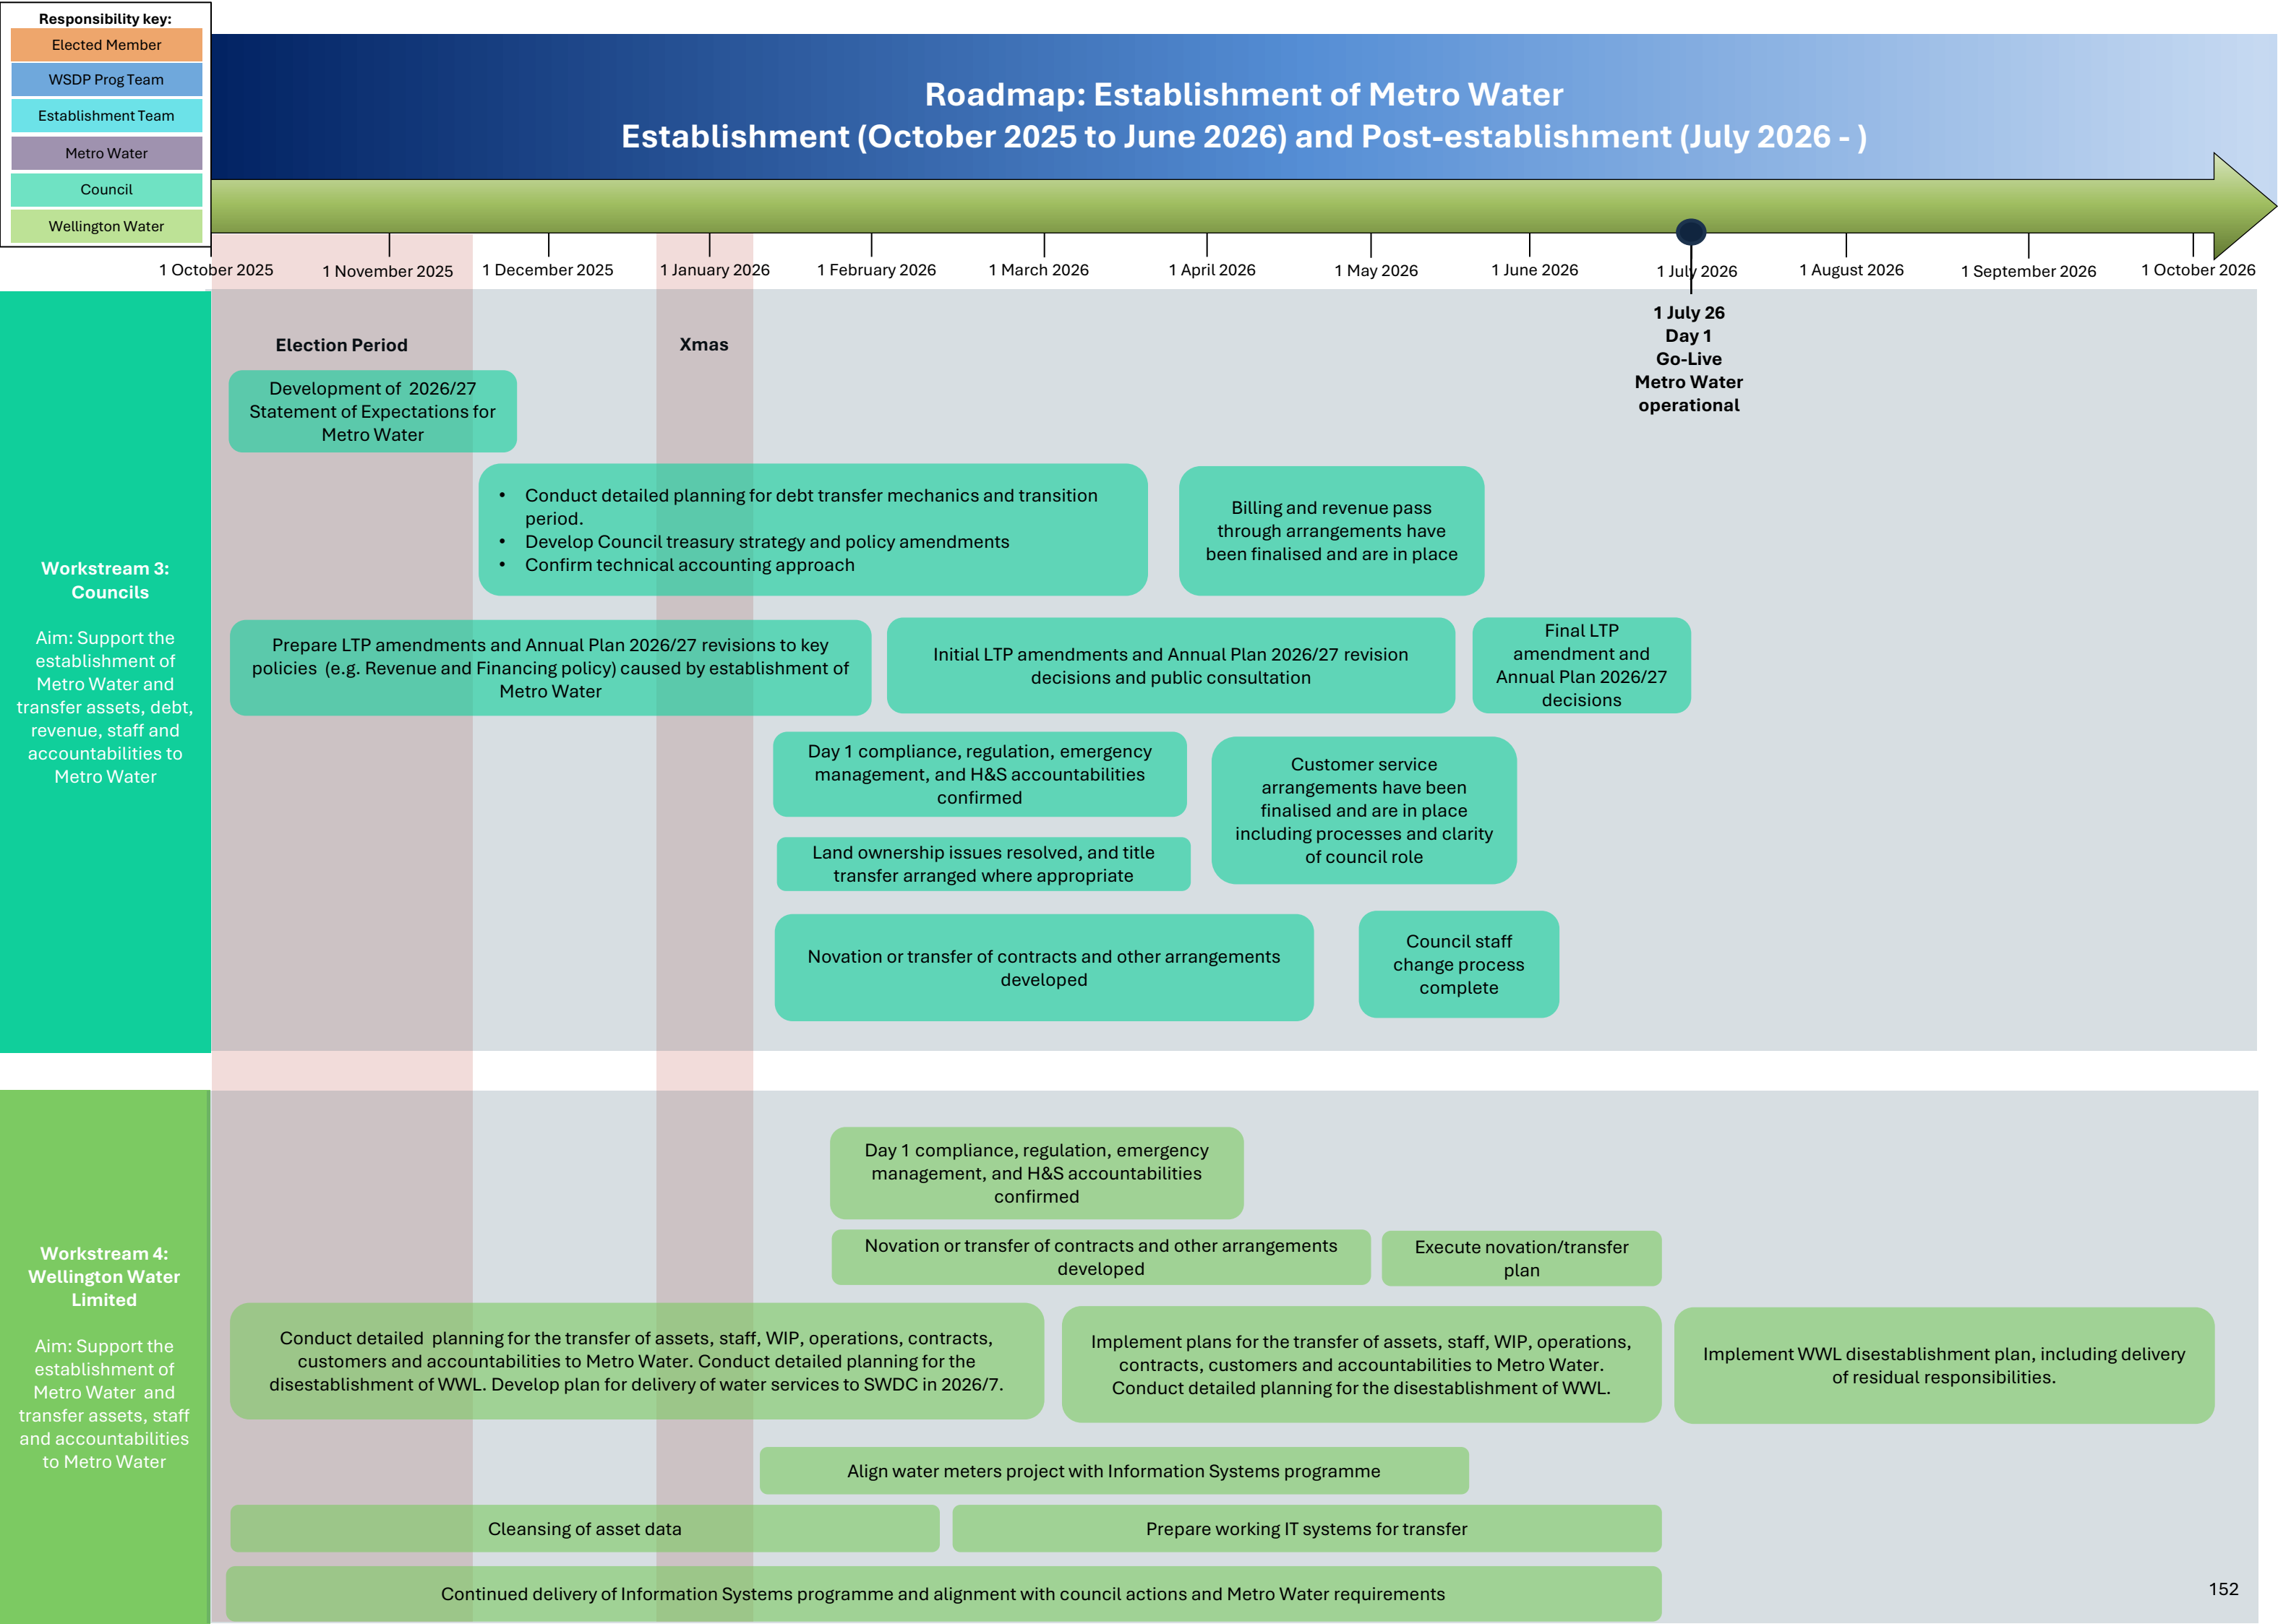 Responsibility key:
Elected Member
WSDP Prog Team
Establishment Team
Metro Water
Council
Wellington Water
Roadmap: Establishment of Metro Water
Establishment (October 2025 to June 2026) and Post-establishment (July 2026 - )
1 October 2025
1 November 2025
1 December 2025
1 January 2026
1 February 2026
1 March 2026
1 April 2026
1 May 2026
1 June 2026
1 July 2026
1 August 2026
1 September 2026
1 October 2026
1 July 26
Day 1
Go-Live
Metro Water
operational
Election Period
Xmas
Workstream 3:
Councils
Aim: Support the
establishment of
Metro Water and
transfer assets, debt,
revenue, staff and
accountabilities to
Metro Water
Development of 2026/27
Statement of Expectations for
Metro Water
• Conduct detailed planning for debt transfer mechanics and transition
period.
• Develop Council treasury strategy and policy amendments
• Confirm technical accounting approach
Billing and revenue pass
through arrangements have
been finalised and are in place
Prepare LTP amendments and Annual Plan 2026/27 revisions to key
policies (e.g. Revenue and Financing policy) caused by establishment of
Metro Water
Initial LTP amendments and Annual Plan 2026/27 revision
decisions and public consultation
Final LTP
amendment and
Annual Plan 2026/27
decisions
Day 1 compliance, regulation, emergency
management, and H&S accountabilities
confirmed
Customer service
arrangements have been
finalised and are in place
including processes and clarity
of council role
Land ownership issues resolved, and title
transfer arranged where appropriate
Novation or transfer of contracts and other arrangements
developed
Council staff
change process
complete
Workstream 4:
Wellington Water
Limited
Aim: Support the
establishment of
Metro Water and
transfer assets, staff
and accountabilities
to Metro Water
Day 1 compliance, regulation, emergency
management, and H&S accountabilities
confirmed
Novation or transfer of contracts and other arrangements
developed
Execute novation/transfer
plan
Conduct detailed planning for the transfer of assets, staff, WIP, operations, contracts,
customers and accountabilities to Metro Water. Conduct detailed planning for the
disestablishment of WWL. Develop plan for delivery of water services to SWDC in 2026/7.
Implement plans for the transfer of assets, staff, WIP, operations,
contracts, customers and accountabilities to Metro Water.
Conduct detailed planning for the disestablishment of WWL.
Implement WWL disestablishment plan, including delivery
of residual responsibilities.
Align water meters project with Information Systems programme
Cleansing of asset data
Prepare working IT systems for transfer
Continued delivery of Information Systems programme and alignment with council actions and Metro Water requirements
152